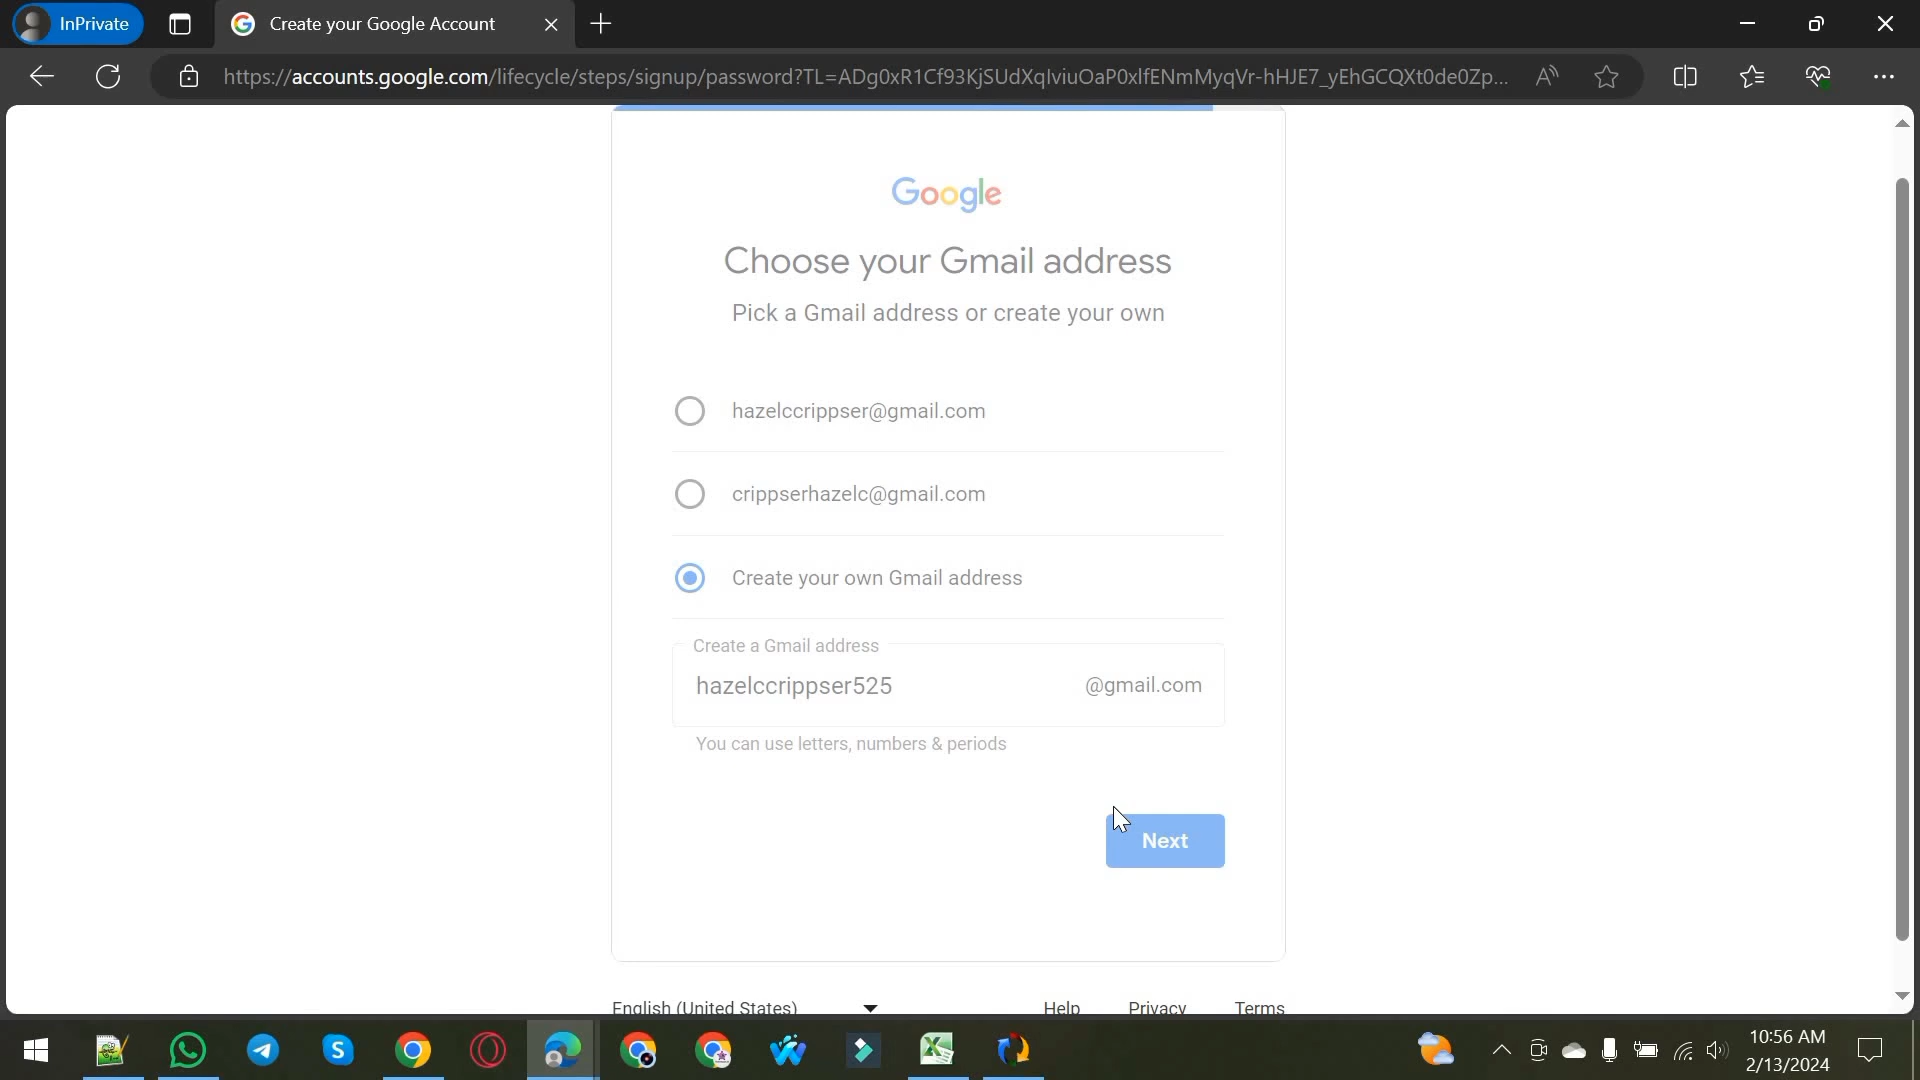 InPrivate
Create your Google Account
https://accounts.google.com/lifecycle/steps/signup/password?TL=ADg0xR1Cf93KjSUdXqlviuOaP0xlfENmMyqVr-hHJE7_yEhGCQXt0de0Zp...
Google
Choose your Gmail address
Pick a Gmail address or create your own
hazelccrippser@gmail.com
crippserhazelc@gmail.com
Create your own Gmail address
Create a Gmail address
hazelccrippser525
@gmail.com
You can use letters, numbers & periods
Next
English (United States)
Help
Privacy
Terms
10:56 AM
2/13/2024